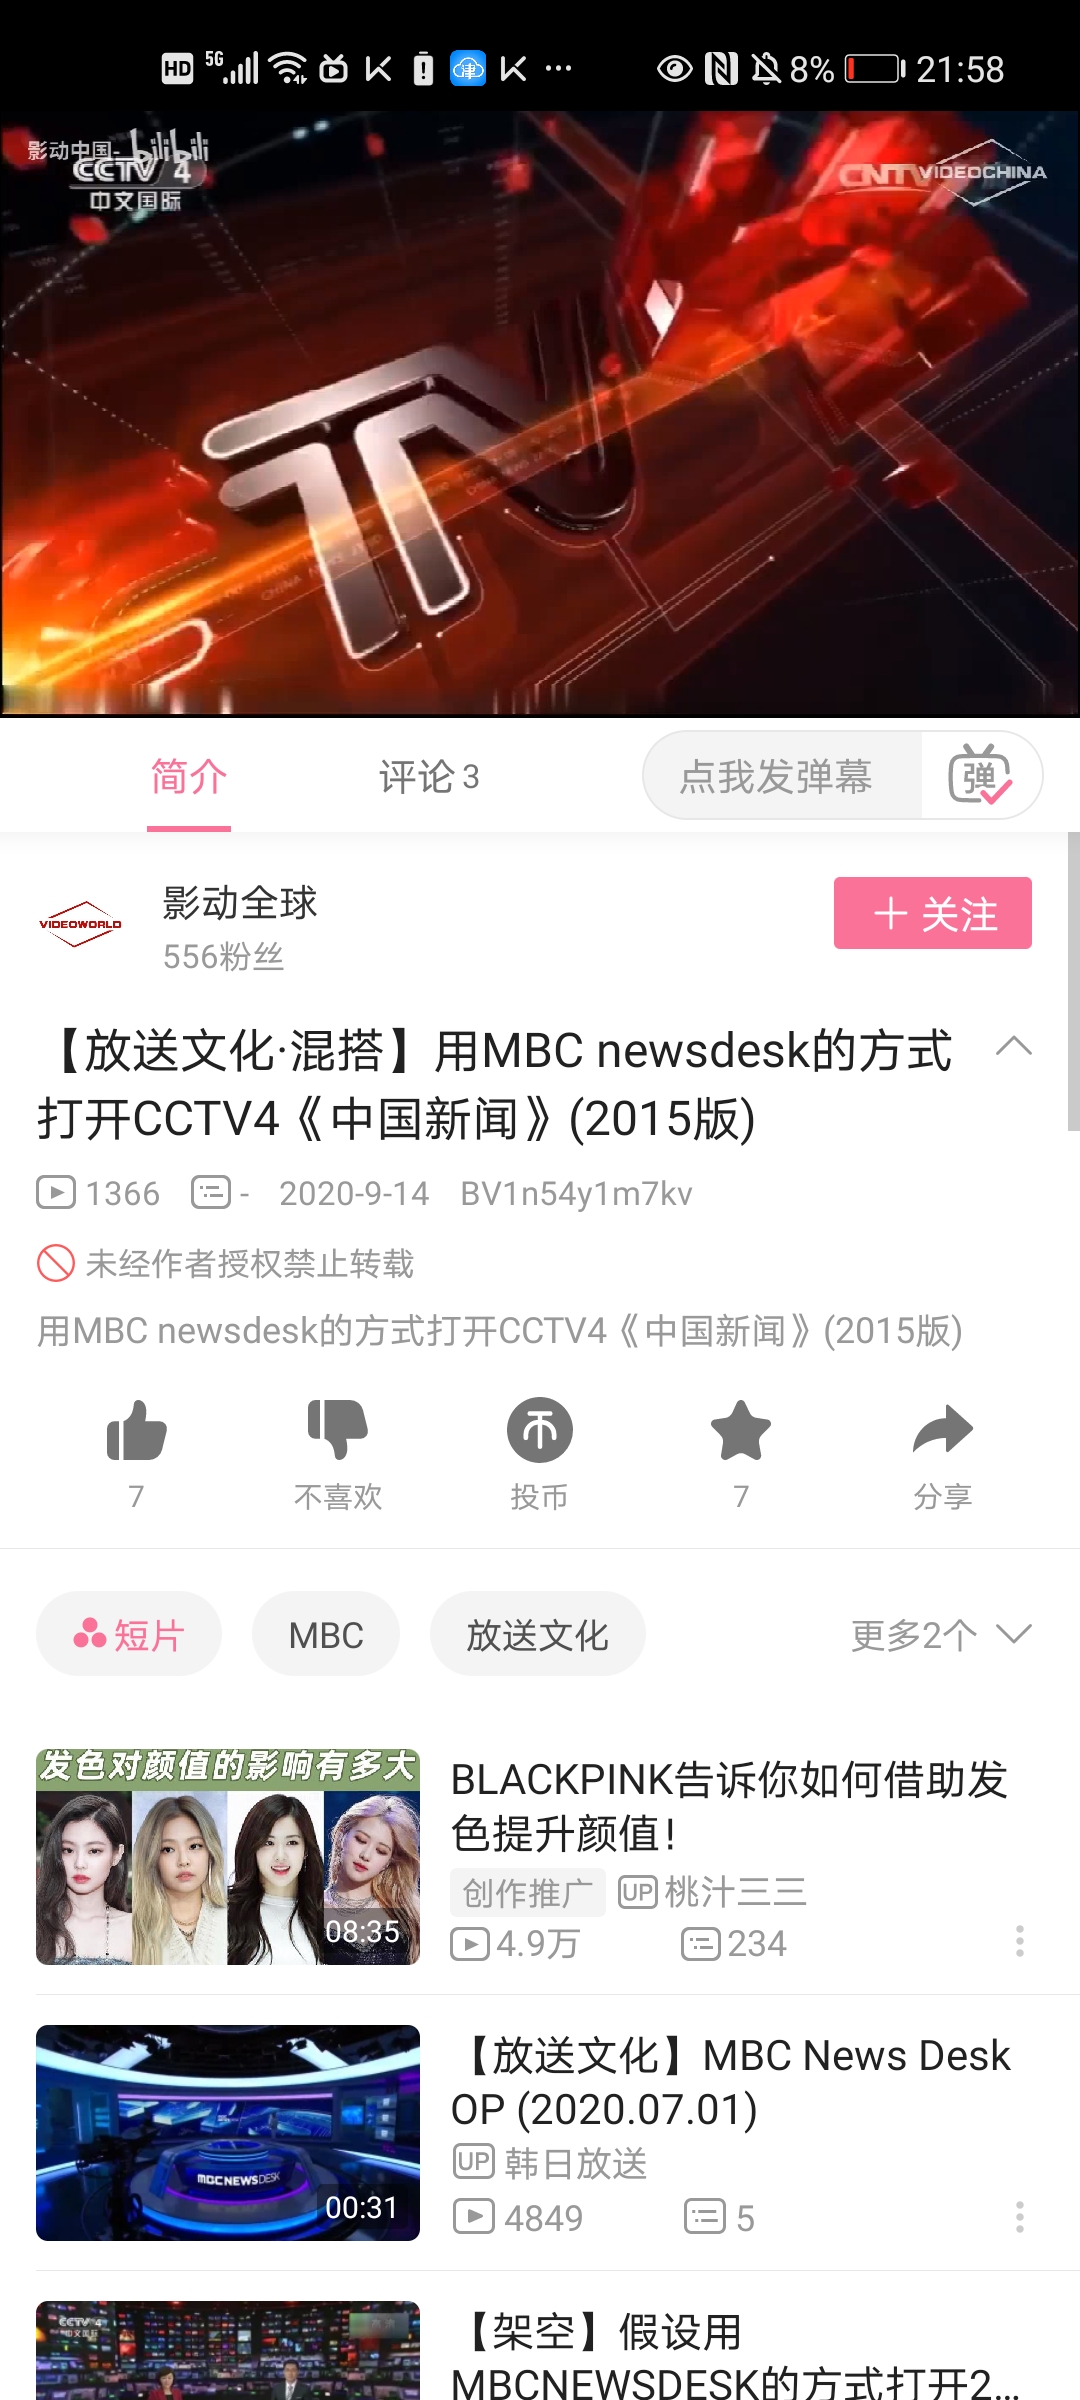 HD 5G 津 8% 21:58
影动中国- bilibili
CCTV 4
中文国际
CNTV VIDEOCHINA
TV
简介 评论 3 点我发弹幕 弹
VIDEOWORLD
影动全球
556粉丝
关注
【放送文化·混搭】用MBC newsdesk的方式
打开CCTV4《中国新闻》(2015版)
1366 - 2020-9-14 BV1n54y1m7kv
未经作者授权禁止转载
用MBC newsdesk的方式打开CCTV4《中国新闻》(2015版)
7 不喜欢 投币 7 分享
短片 MBC 放送文化 更多2个
发色对颜值的影响有多大
08:35
BLACKPINK告诉你如何借助发
色提升颜值！
创作推广 UP 桃汁三三
4.9万 234
MBC NEWSDESK
00:31
【放送文化】MBC News Desk
OP (2020.07.01)
UP 韩日放送
4849 5
CCTV 4
中文国际
【架空】假设用
MBCNEWSDESK的方式打开2...